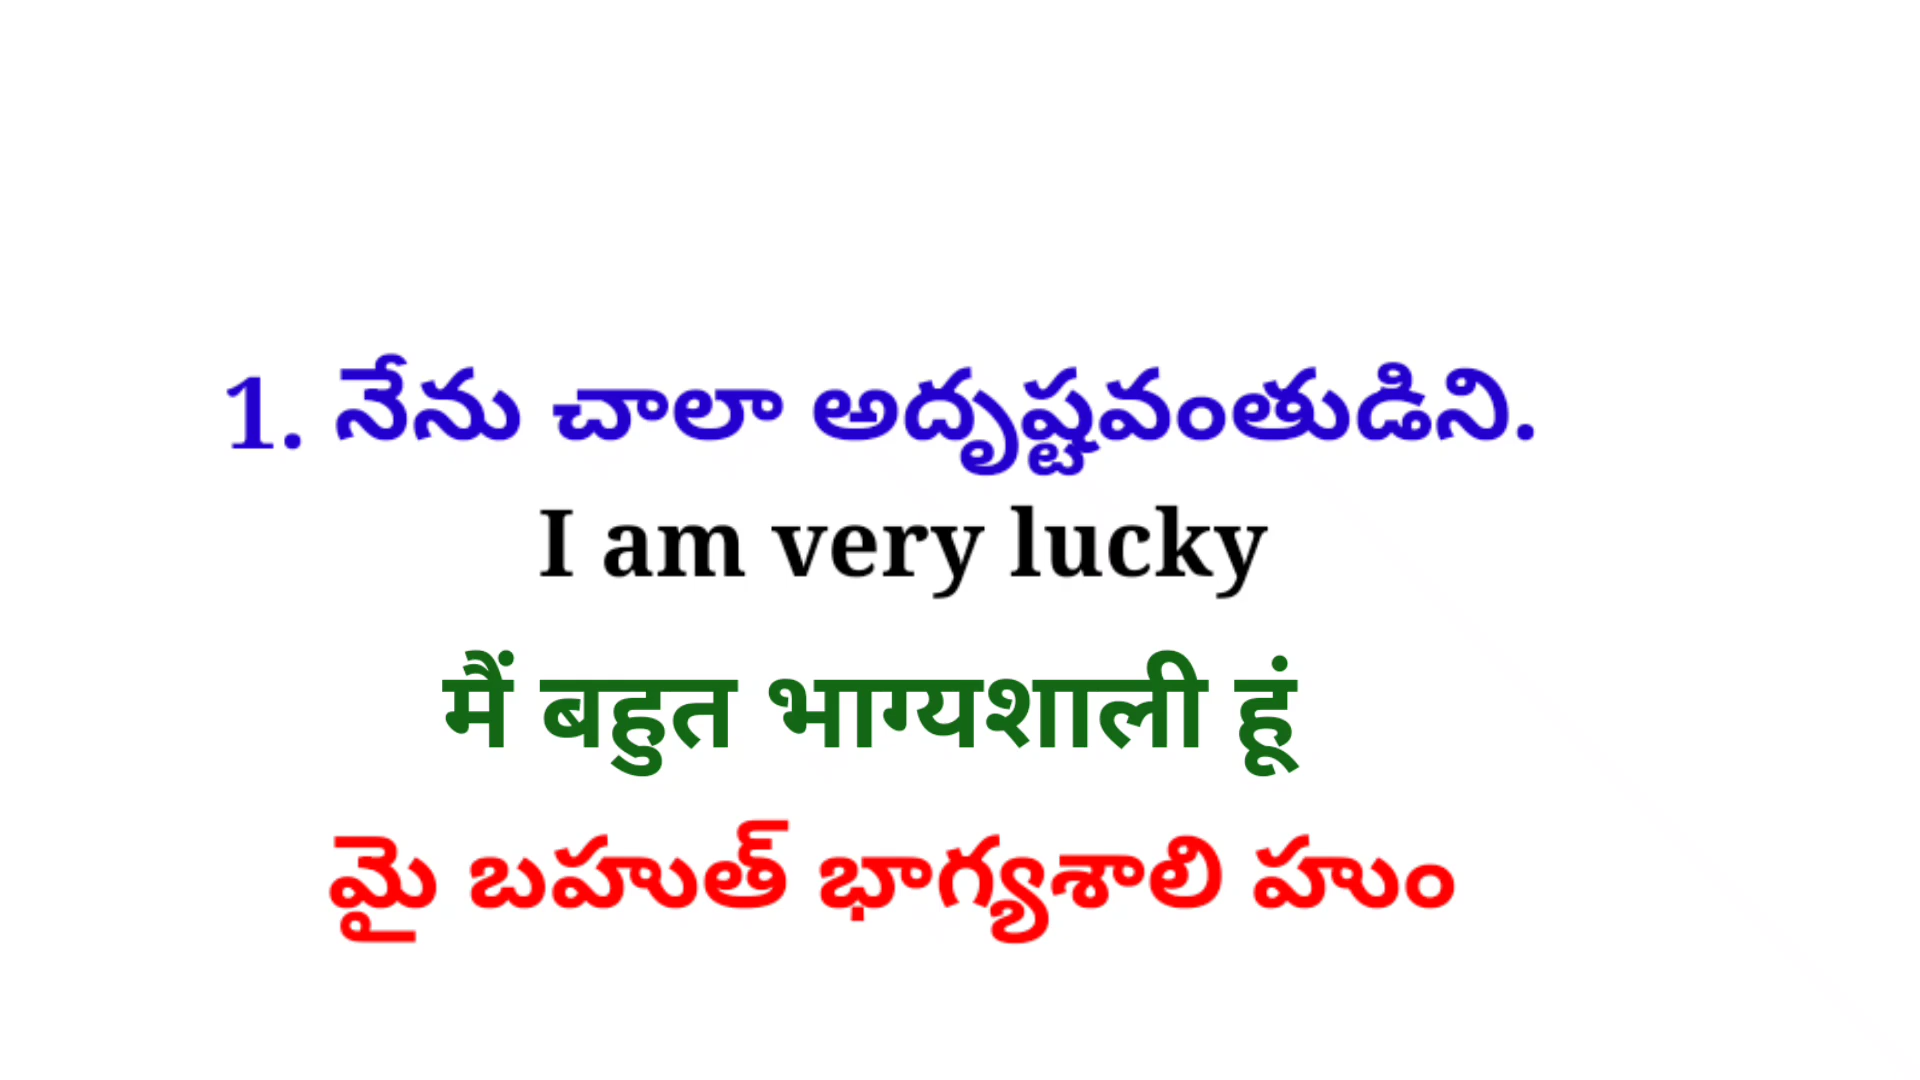 1. నేను చాలా అదృష్టవంతుడిని.
I am very lucky
मैं बहुत भाग्यशाली हूं
మై బహుత్ భాగ్యశాలి హుం